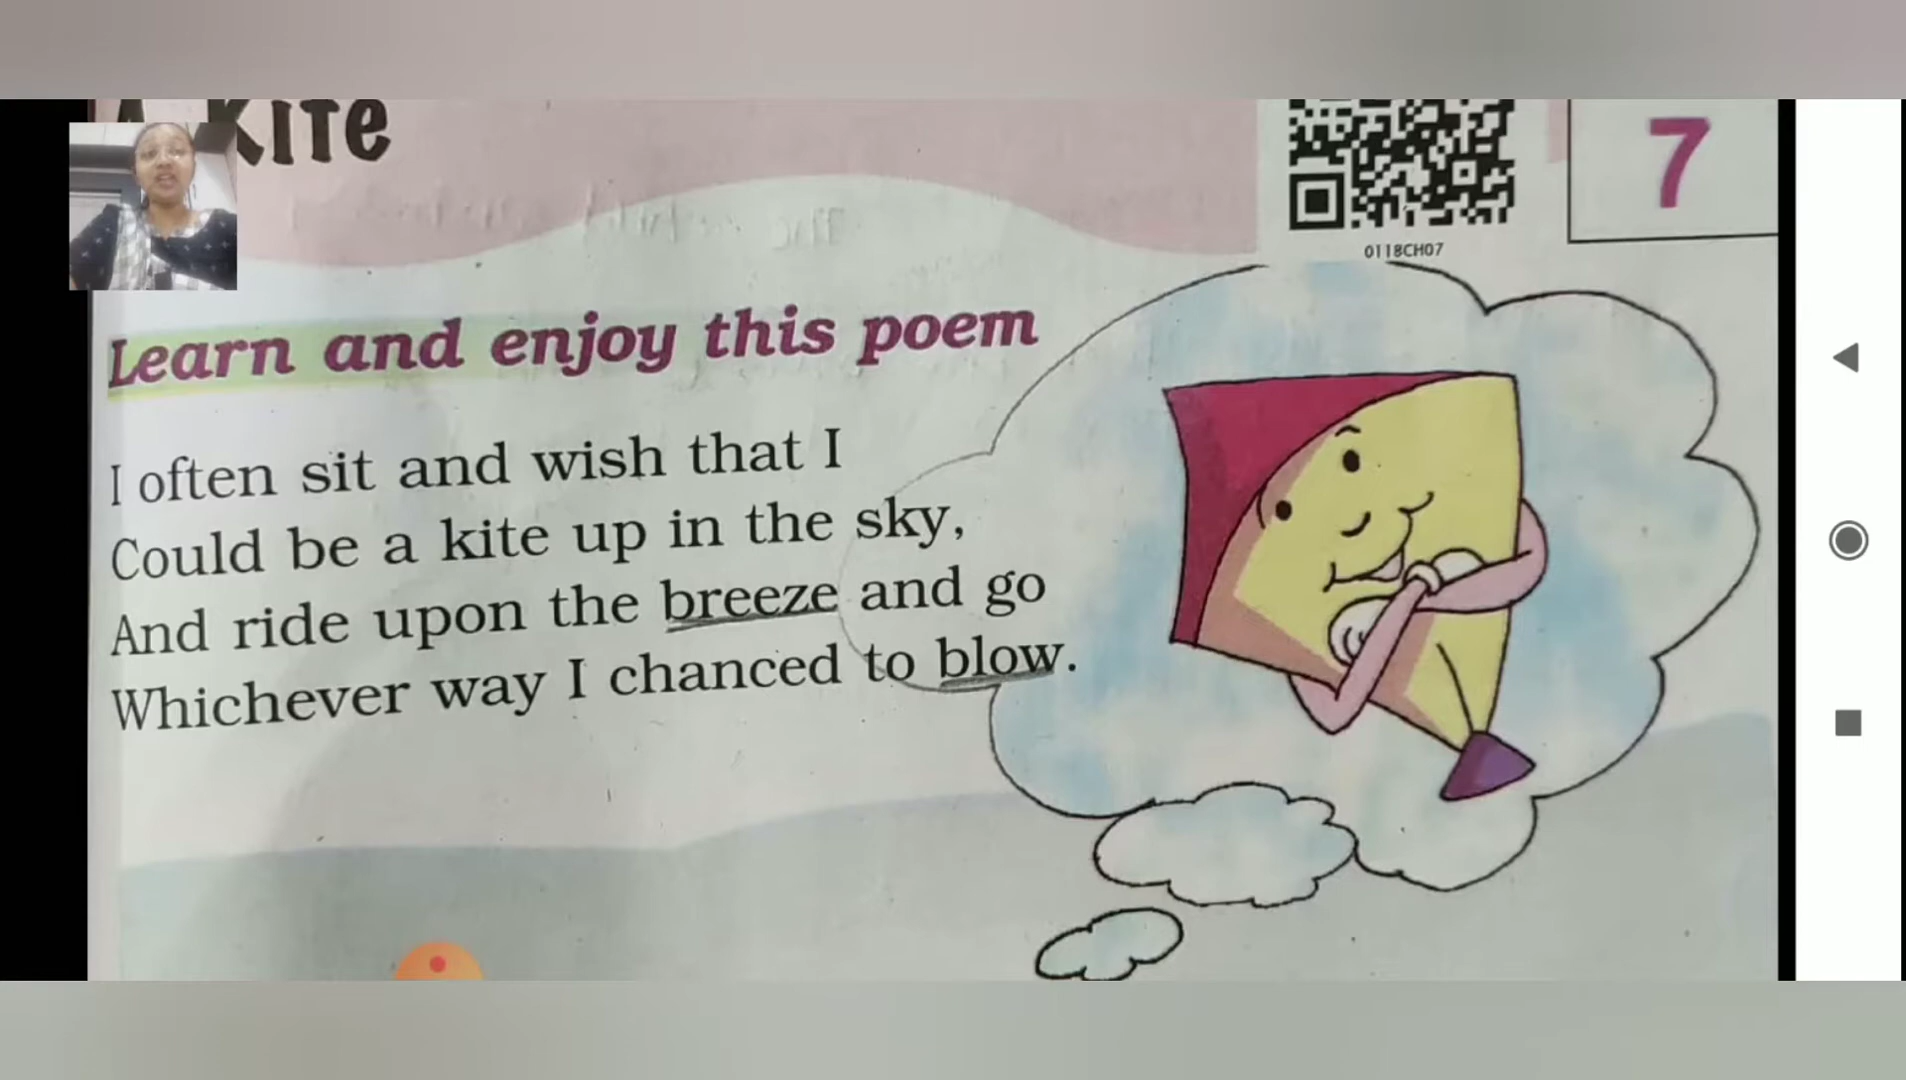 Kite
7
0118CH07
Learn and enjoy this poem
I often sit and wish that I
Could be a kite up in the sky,
And ride upon the breeze and go
Whichever way I chanced to blow.